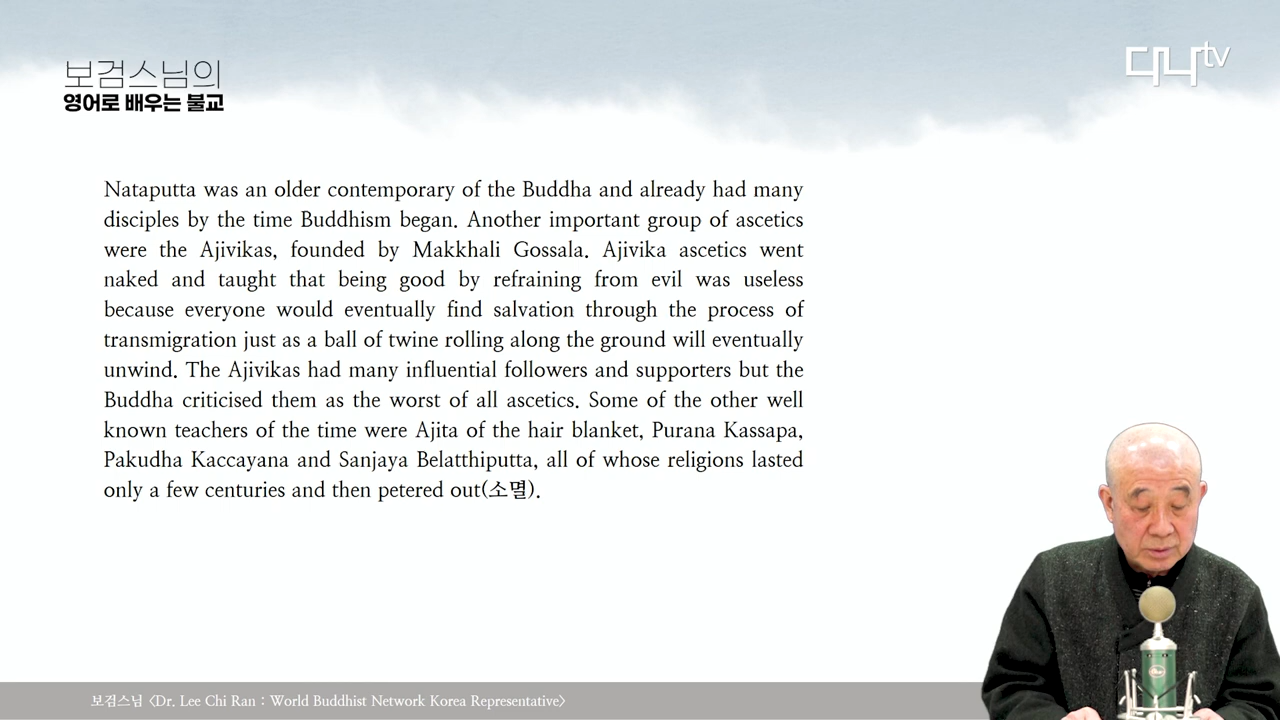 보검스님의
영어로 배우는 불교
다나tv
Nataputta was an older contemporary of the Buddha and already had many
disciples by the time Buddhism began. Another important group of ascetics
were the Ajivikas, founded by Makkhali Gossala. Ajivika ascetics went
naked and taught that being good by refraining from evil was useless
because everyone would eventually find salvation through the process of
transmigration just as a ball of twine rolling along the ground will eventually
unwind. The Ajivikas had many influential followers and supporters but the
Buddha criticised them as the worst of all ascetics. Some of the other well
known teachers of the time were Ajita of the hair blanket, Purana Kassapa,
Pakudha Kaccayana and Sanjaya Belatthiputta, all of whose religions lasted
only a few centuries and then petered out(소멸).
보검스님 <Dr. Lee Chi Ran : World Buddhist Network Korea Representative>